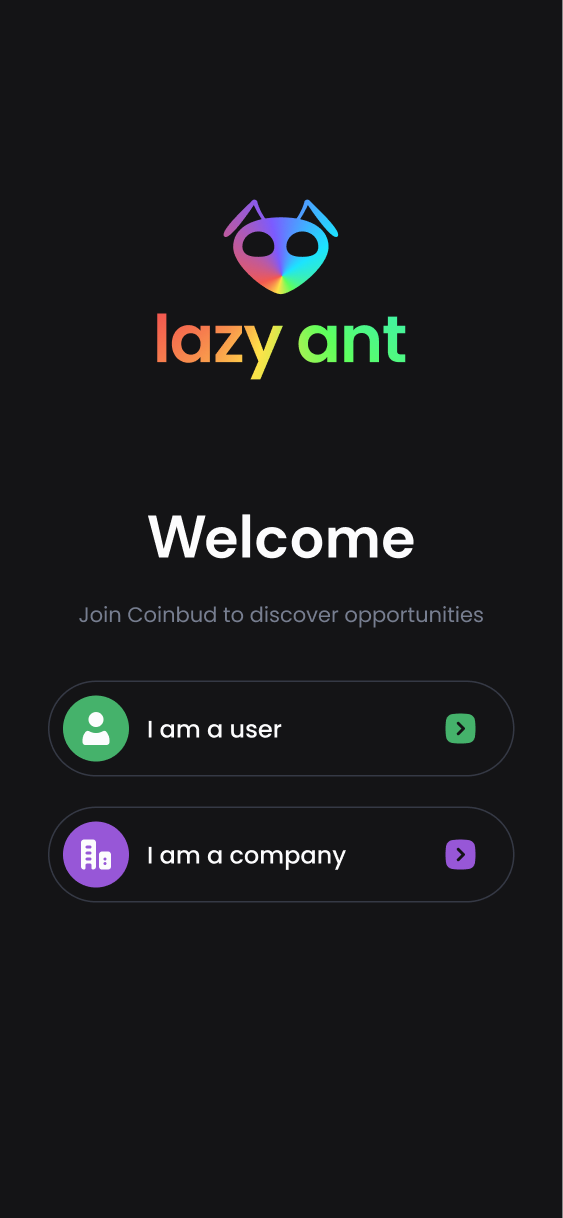 lazy ant
Welcome
Join Coinbud to discover opportunities
I am a user
I am a company